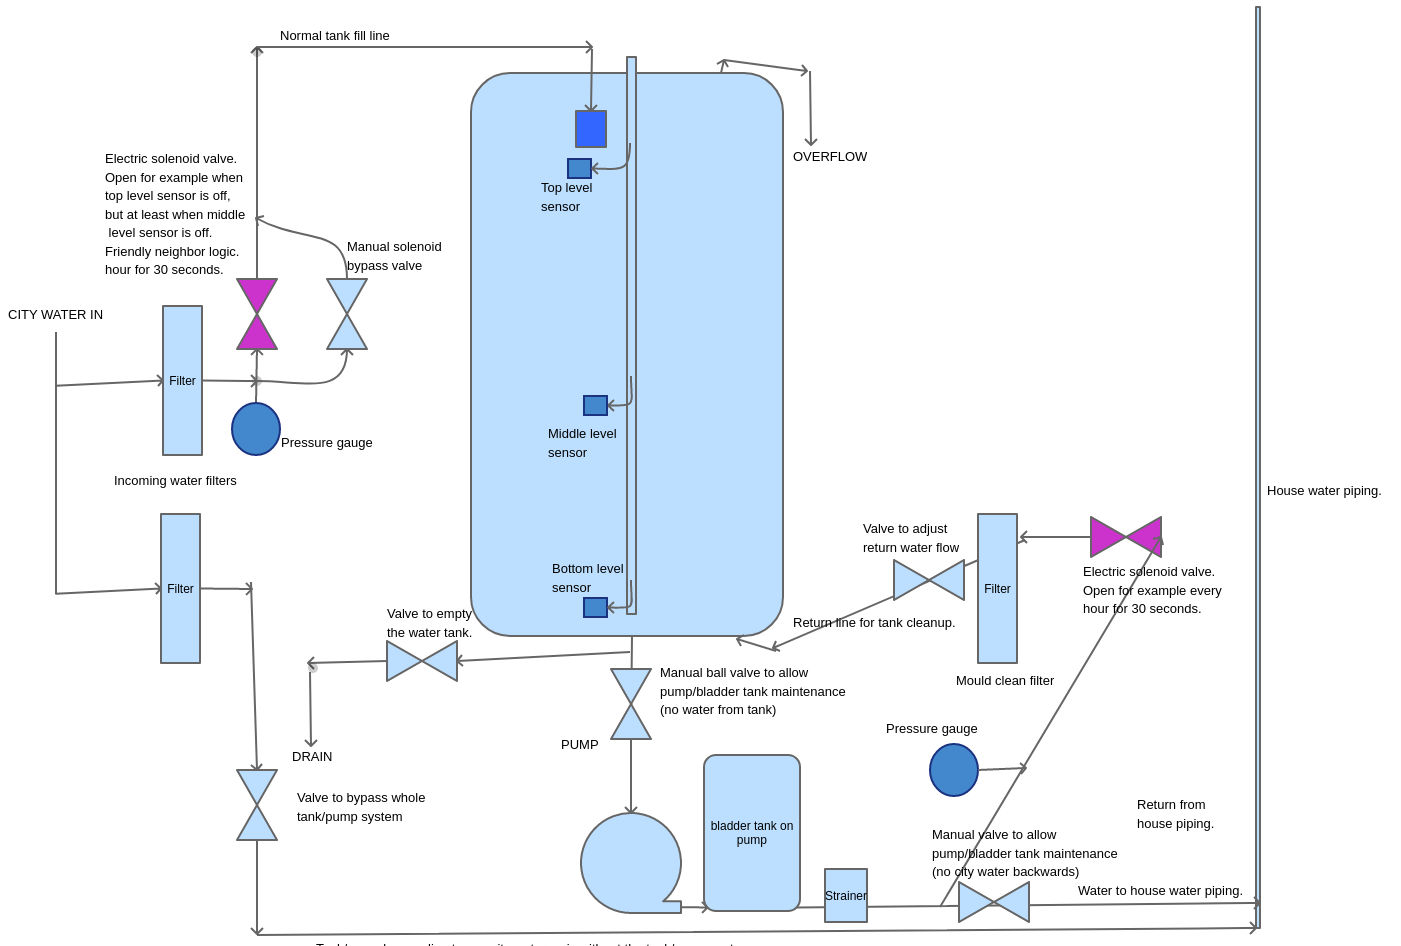 Normal tank fill line
OVERFLOW
Electric solenoid valve.
Open for example when
top level sensor is off,
but at least when middle
level sensor is off.
Friendly neighbor logic.
hour for 30 seconds.
Top level
sensor
Manual solenoid
bypass valve
CITY WATER IN
Filter
Pressure gauge
Incoming water filters
Middle level
sensor
House water piping.
Filter
Bottom level
sensor
Valve to adjust
return water flow
Filter
Electric solenoid valve.
Open for example every
hour for 30 seconds.
Return line for tank cleanup.
Mould clean filter
Valve to empty
the water tank.
Manual ball valve to allow
pump/bladder tank maintenance
(no water from tank)
PUMP
DRAIN
Pressure gauge
Valve to bypass whole
tank/pump system
bladder tank on
pump
Return from
house piping.
Manual valve to allow
pump/bladder tank maintenance
(no city water backwards)
Strainer
Water to house water piping.